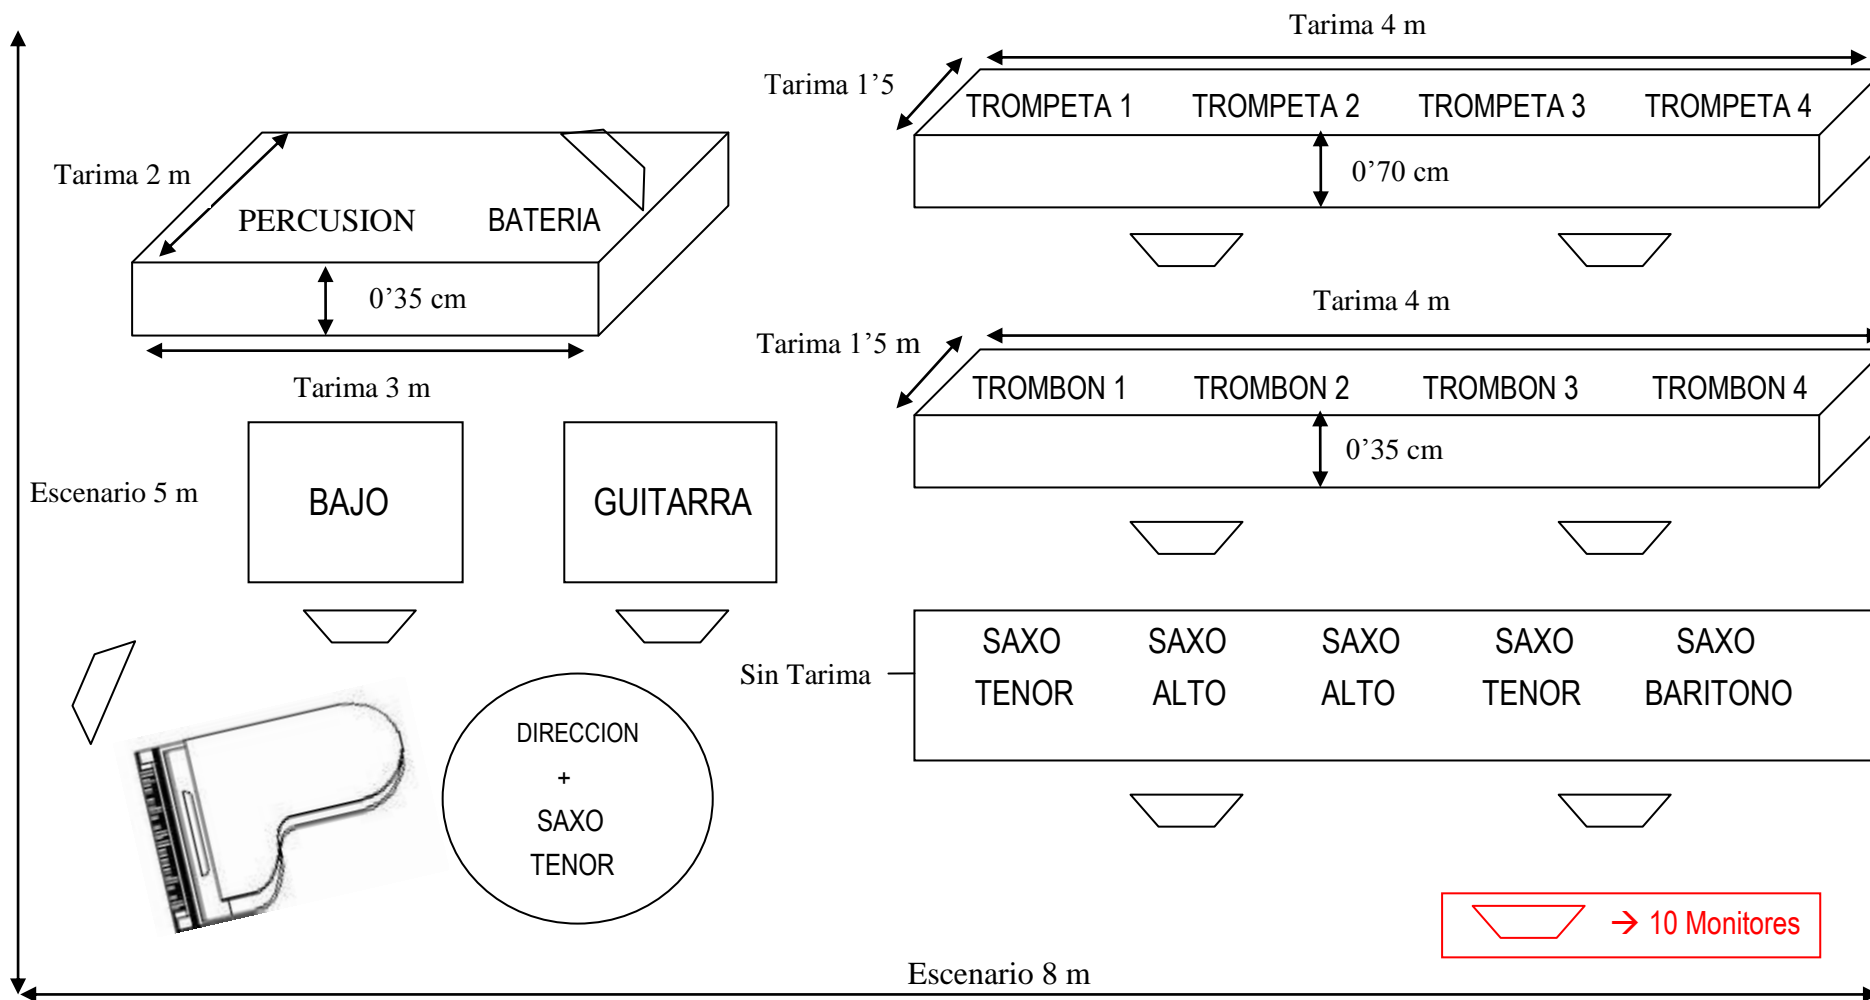 Tarima 4 m
Tarima 1’5
TROMPETA 1 TROMPETA 2 TROMPETA 3 TROMPETA 4
0’70 cm
Tarima 2 m
PERCUSION BATERIA
0’35 cm
Tarima 3 m
Tarima 4 m
Tarima 1’5 m
TROMBON 1 TROMBON 2 TROMBON 3 TROMBON 4
0’35 cm
Escenario 5 m
BAJO
GUITARRA
Sin Tarima
SAXO SAXO SAXO SAXO SAXO
TENOR ALTO ALTO TENOR BARITONO
DIRECCION
+
SAXO
TENOR
→ 10 Monitores
Escenario 8 m